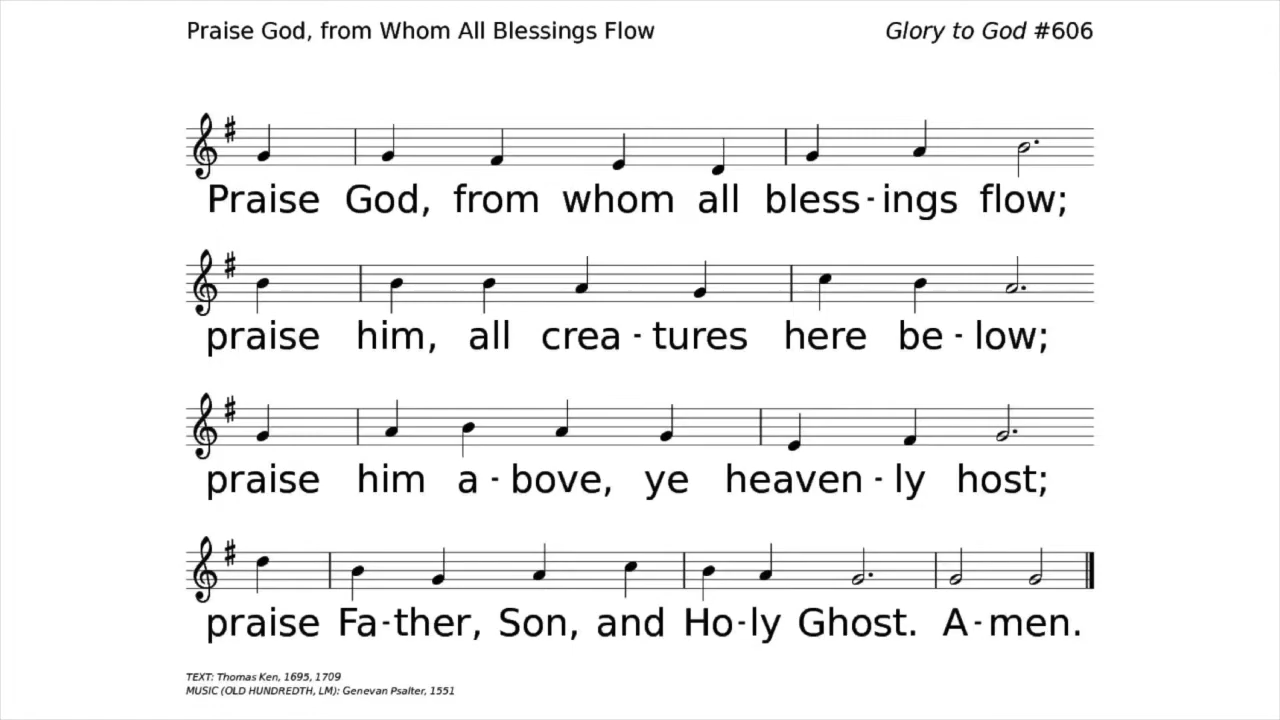 Praise God, from Whom All Blessings Flow Glory to God #606
Praise God, from whom all bless-ings flow;
praise him, all crea-tures here be-low;
praise him a-bove, ye heaven-ly host;
praise Fa-ther, Son, and Ho-ly Ghost. A-men.
TEXT: Thomas Ken, 1695, 1709
MUSIC (OLD HUNDREDTH, LM): Genevan Psalter, 1551